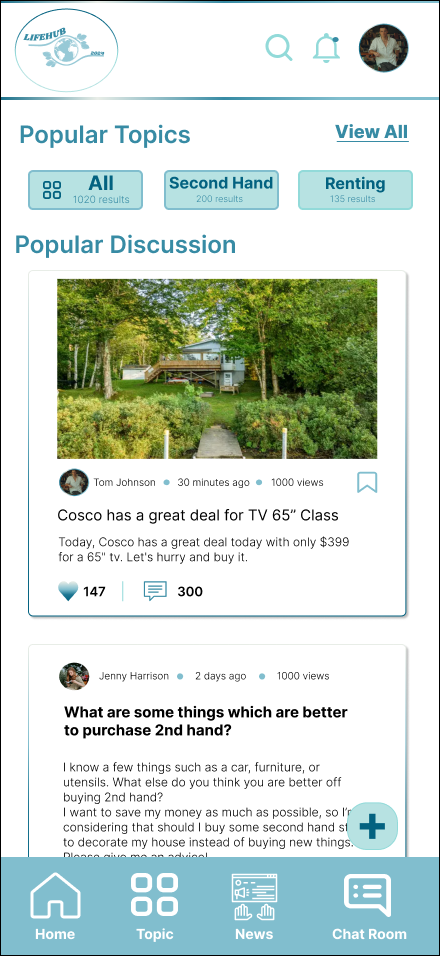 LIFEHUB
2024
Popular Topics
View All
All
1020 results
Second Hand
200 results
Renting
135 results
Popular Discussion
Tom Johnson
30 minutes ago
1000 views
Cosco has a great deal for TV 65” Class
Today, Cosco has a great deal today with only $399
for a 65" tv. Let's hurry and buy it.
147
300
Jenny Harrison
2 days ago
1000 views
What are some things which are better
to purchase 2nd hand?
I know a few things such as a car, furniture, or
utensils. What else do you think you are better off
buying 2nd hand?
I want to save my money as much as possible, so
considering that should I buy some second hand
to decorate my house instead of buying new things.
Please give me an advice!
Home
Topic
News
Chat Room